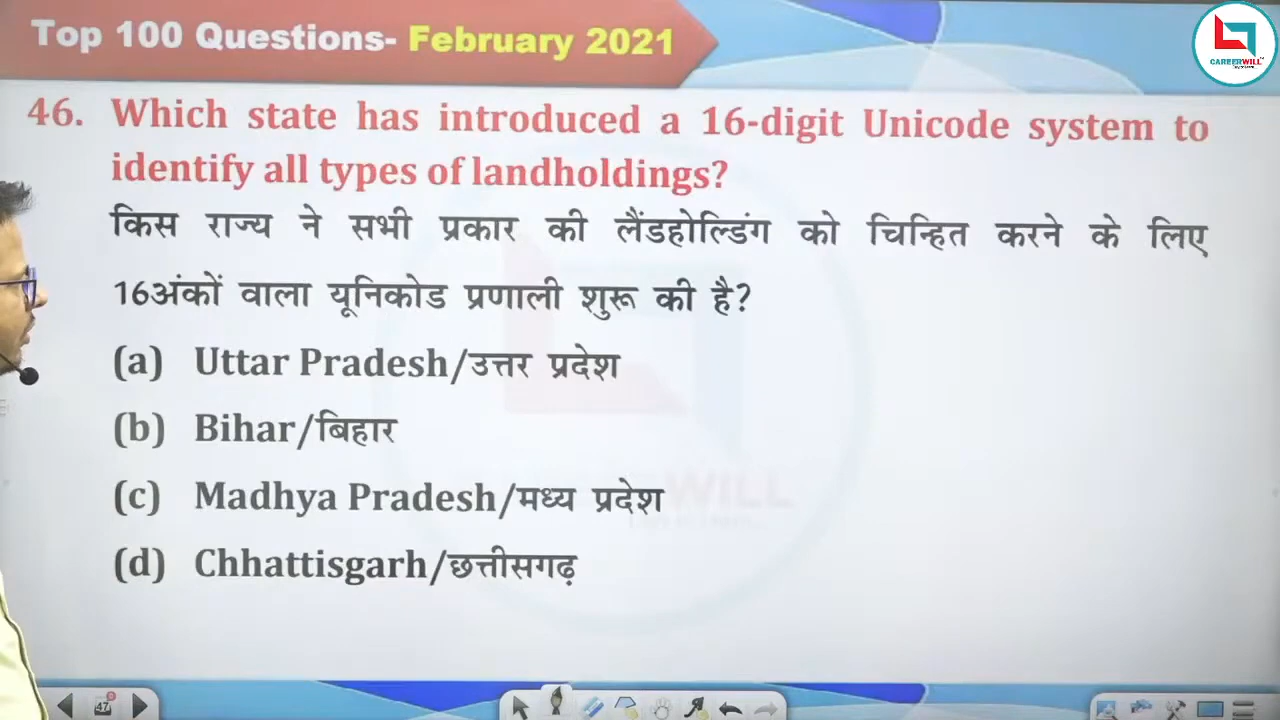 Top 100 Questions- February 2021
CAREERWILL
46. Which state has introduced a 16-digit Unicode system to
identify all types of landholdings?
किस राज्य ने सभी प्रकार की लैंडहोल्डिंग को चिन्हित करने के लिए
16अंकों वाला यूनिकोड प्रणाली शुरू की है?
(a) Uttar Pradesh/उत्तर प्रदेश
(b) Bihar/बिहार
(c) Madhya Pradesh/मध्य प्रदेश
WILL
(d) Chhattisgarh/छत्तीसगढ़
47